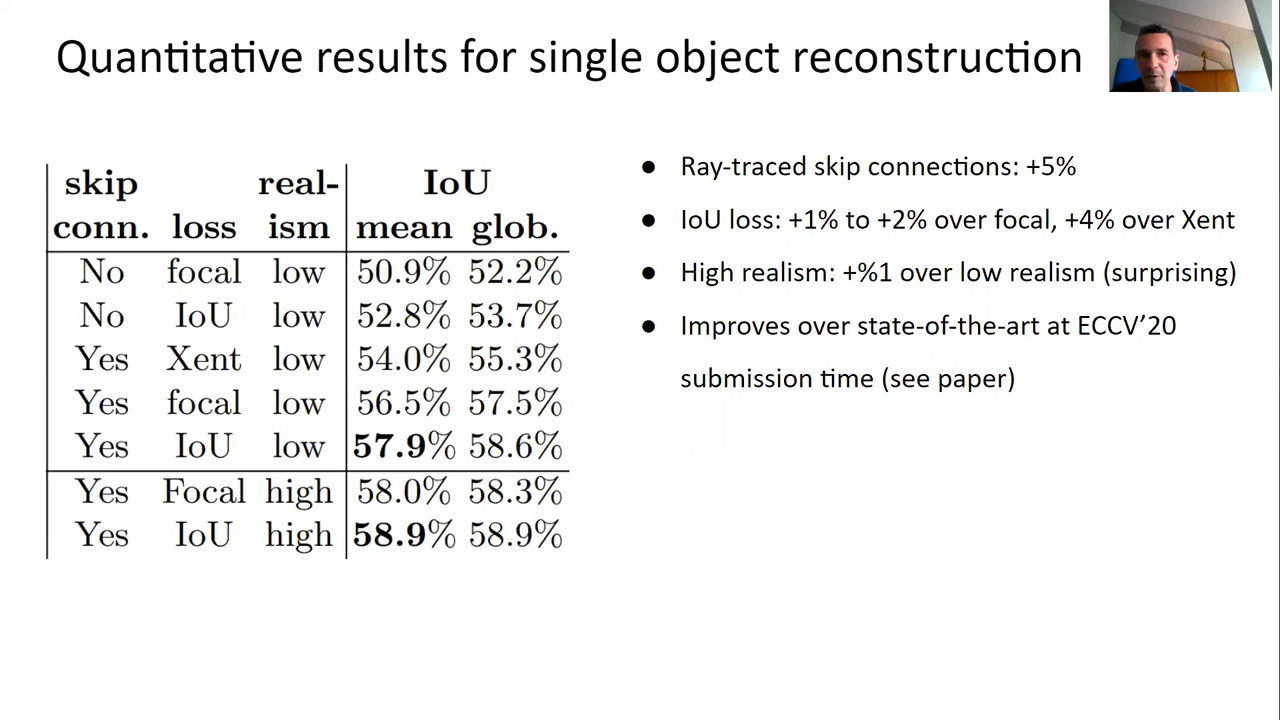 Quantitative results for single object reconstruction
skip real- IoU
conn. loss ism mean glob.
No focal low 50.9% 52.2%
No IoU low 52.8% 53.7%
Yes Xent low 54.0% 55.3%
Yes focal low 56.5% 57.5%
Yes IoU low 57.9% 58.6%
Yes Focal high 58.0% 58.3%
Yes IoU high 58.9% 58.9%
● Ray-traced skip connections: +5%
● IoU loss: +1% to +2% over focal, +4% over Xent
● High realism: +%1 over low realism (surprising)
● Improves over state-of-the-art at ECCV’20
submission time (see paper)